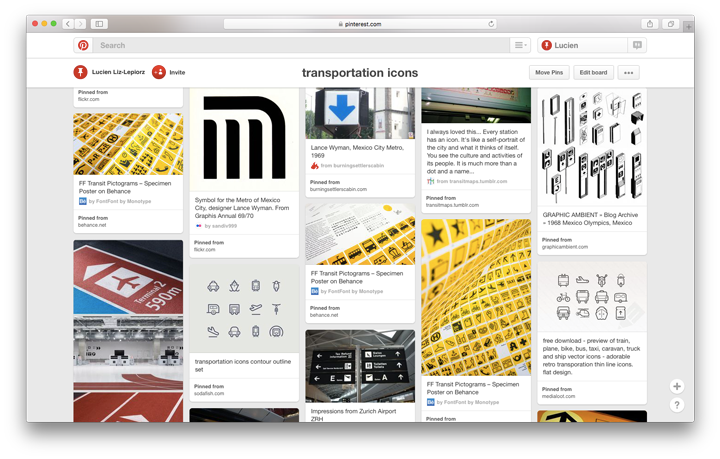 pinterest.com
Search
Lucien
Lucien Liz-Lepiorz
Invite
transportation icons
Move Pins
Edit board
Pinned from
flickr.com
FF Transit Pictograms – Specimen
Poster on Behance
by FontFont by Monotype
Pinned from
behance.net
Terminal 2
590m
Symbol for the Metro of Mexico
City, designer Lance Wyman. From
Graphis Annual 69/70
by xandiv989
Pinned from
flickr.com
transportation icons contour outline
set
Pinned from
sodafish.com
Lance Wyman, Mexico City Metro,
1969
from burningsettlerscabin
Pinned from
burningsettlerscabin.com
FF Transit Pictograms – Specimen
Poster on Behance
by FontFont by Monotype
Pinned from
behance.net
E
A
Impressions from Zurich Airport
ZRH
I always loved this... Every station
has an icon. It's like a self-portrait of
the city and what it thinks of itself.
You see the culture and activities of
its people. It is much more than a
dot and a name...
from transitmaps.tumblr.com
Pinned from
transitmaps.tumblr.com
FF Transit Pictograms – Specimen
Poster on Behance
by FontFont by Monotype
Pinned from
GRAPHIC AMBIENT » Blog Archive
» 1968 Mexico Olympics, Mexico
Pinned from
graphicambient.com
free download - preview of train,
plane, bike, bus, taxi, caravan, truck
and ship vector icons - adorable
retro transporation thin line icons.
flat design.
Pinned from
medialoot.com